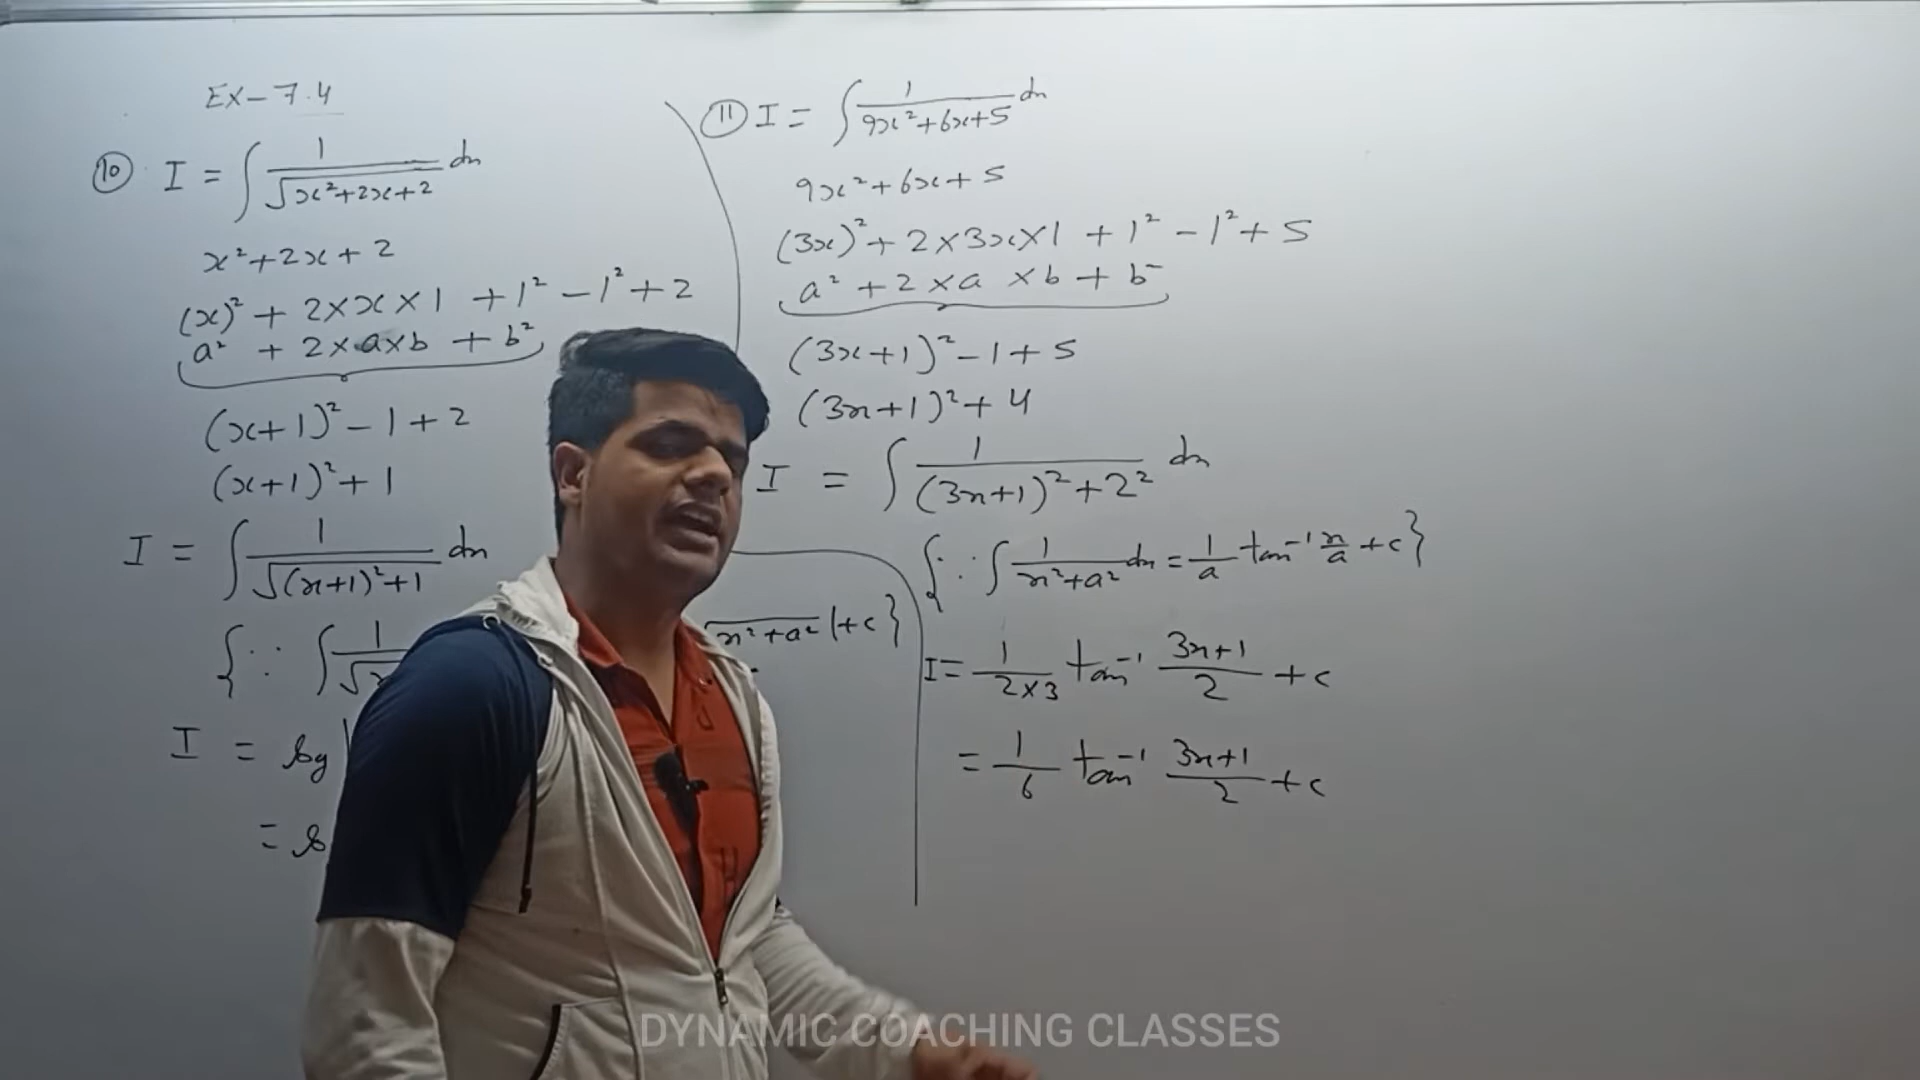 EX-7.4
⑩ I = ∫ 1/√(x²+2x+2) dx
x²+2x+2
(x)² + 2×x×1 + 1² - 1² + 2
a² + 2×a×b + b²
(x+1)² - 1 + 2
(x+1)² + 1
I = ∫ 1/√((x+1)²+1) dx
{∵ ∫ 1/√ √(x²+a²)|+c}
I = log|
=
⑪ I = ∫ 1/(9x²+6x+5) dx
9x²+6x+5
(3x)² + 2×3x×1 + 1² - 1² + 5
a² + 2×a×b + b²
(3x+1)² - 1 + 5
(3x+1)² + 4
I = ∫ 1/((3x+1)²+2²) dx
{∵ ∫ 1/(x²+a²) dx = 1/a tan⁻¹ x/a + c}
I = 1/(2×3) tan⁻¹ (3x+1)/2 + c
= 1/6 tan⁻¹ (3x+1)/2 + c
DYNAMIC COACHING CLASSES